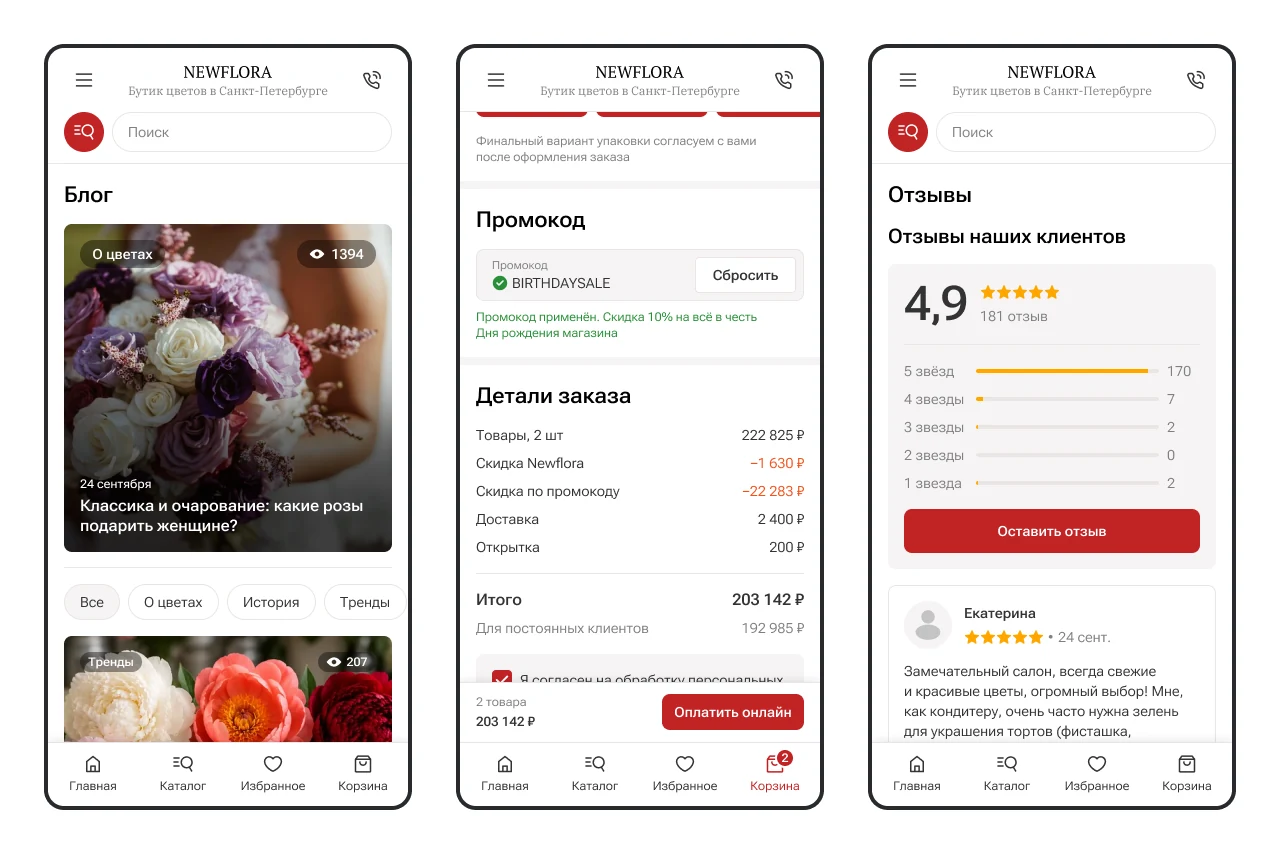 NEWFLORA
Бутик цветов в Санкт-Петербурге
Поиск
Блог
О цветах
1394
24 сентября
Классика и очарование: какие розы
подарить женщине?
Все
О цветах
История
Тренды
Тренды
207
Главная
Каталог
Избранное
Корзина
NEWFLORA
Бутик цветов в Санкт-Петербурге
Финальный вариант упаковки согласуем с вами
после оформления заказа
Промокод
Промокод
BIRTHDAYSALE
Сбросить
Промокод применён. Скидка 10% на всё в честь
Дня рождения магазина
Детали заказа
Товары, 2 шт 222 825 ₽
Скидка Newflora −1 630 ₽
Скидка по промокоду −22 283 ₽
Доставка 2 400 ₽
Открытка 200 ₽
Итого 203 142 ₽
Для постоянных клиентов 192 985 ₽
Я согласен на обработку персональных
2 товара
203 142 ₽
Оплатить онлайн
Главная
Каталог
Избранное
2
Корзина
NEWFLORA
Бутик цветов в Санкт-Петербурге
Поиск
Отзывы
Отзывы наших клиентов
4,9
181 отзыв
5 звёзд 170
4 звезды 7
3 звезды 2
2 звезды 0
1 звезда 2
Оставить отзыв
Екатерина
• 24 сент.
Замечательный салон, всегда свежие
и красивые цветы, огромный выбор! Мне,
как кондитеру, очень часто нужна зелень
для украшения тортов (фисташка,
Главная
Каталог
Избранное
Корзина